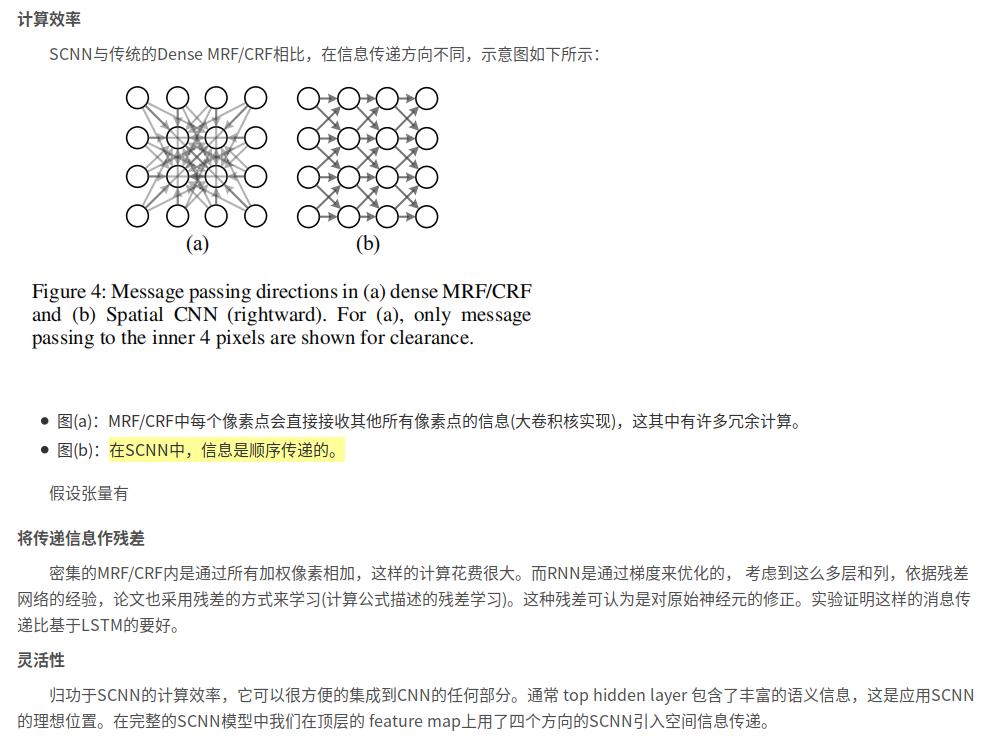 计算效率
SCNN与传统的Dense MRF/CRF相比，在信息传递方向不同，示意图如下所示：
(a) (b)
Figure 4: Message passing directions in (a) dense MRF/CRF
and (b) Spatial CNN (rightward). For (a), only message
passing to the inner 4 pixels are shown for clearance.
图(a)：MRF/CRF中每个像素点会直接接收其他所有像素点的信息(大卷积核实现)，这其中有许多冗余计算。
图(b)：在SCNN中，信息是顺序传递的。
假设张量有
将传递信息作残差
密集的MRF/CRF内是通过所有加权像素相加，这样的计算花费很大。而RNN是通过梯度来优化的， 考虑到这么多层和列，依据残差
网络的经验，论文也采用残差的方式来学习(计算公式描述的残差学习)。这种残差可认为是对原始神经元的修正。实验证明这样的消息传
递比基于LSTM的要好。
灵活性
归功于SCNN的计算效率，它可以很方便的集成到CNN的任何部分。通常 top hidden layer 包含了丰富的语义信息，这是应用SCNN
的理想位置。在完整的SCNN模型中我们在顶层的 feature map上用了四个方向的SCNN引入空间信息传递。